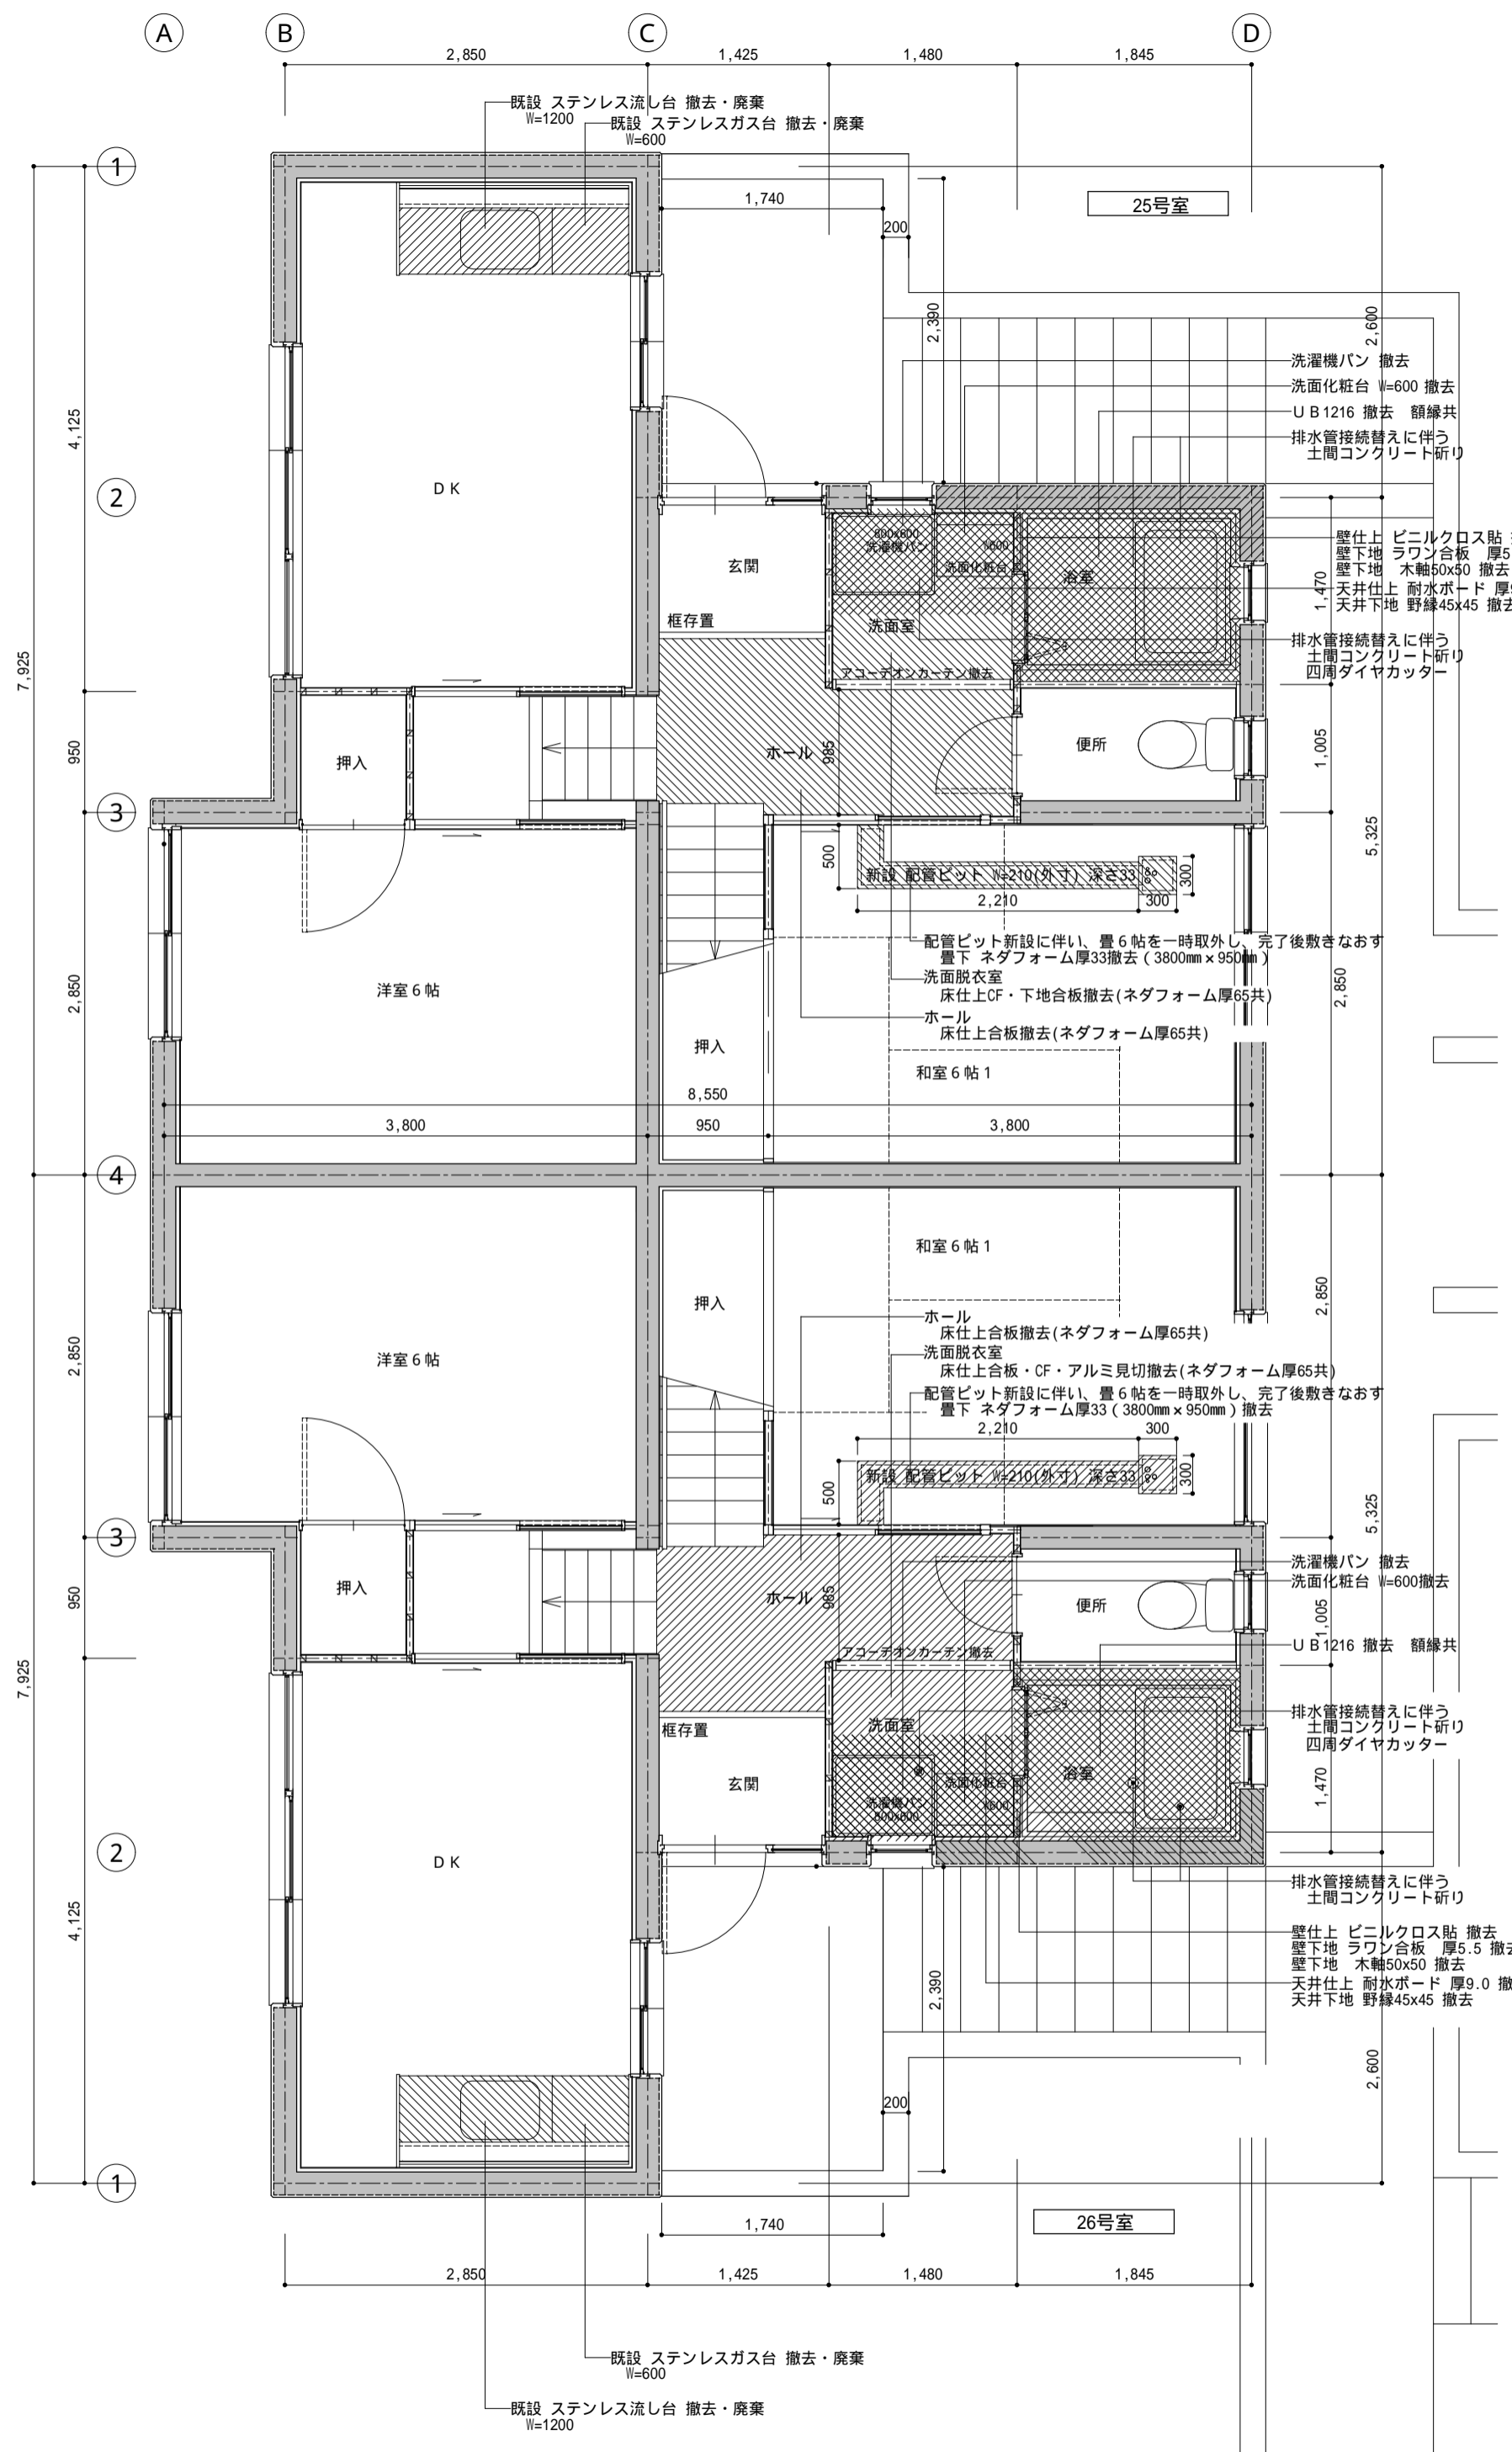 A
B
C
D
2,850
1,425
1,480
1,845
既設 ステンレス流し台 撤去・廃棄
W=1200
既設 ステンレスガス台 撤去・廃棄
W=600
1
25号室
1,740
200
2,390
2,600
洗濯機パン 撤去
洗面化粧台 W=600 撤去
UB1216 撤去 額縁共
排水管接続替えに伴う
土間コンクリート斫り
4,125
DK
2
壁仕上 ビニルクロス貼
壁下地 ラワン合板 厚5
壁下地 木軸50x50 撤去
天井仕上 耐水ボード 厚
天井下地 野縁45x45 撤去
1,470
800x600
洗濯機パン
W600
洗面化粧台
浴室
玄関
框存置
洗面室
排水管接続替えに伴う
土間コンクリート斫り
四周ダイヤカッター
アコーデオンカーテン撤去
7,925
950
押入
ホール
985
便所
1,005
3
5,325
500
新設 配管ピット W=210(外寸) 深さ33
300
2,210
300
配管ピット新設に伴い、畳6帖を一時取外し、完了後敷きなおす
畳下 ネダフォーム厚33撤去(3800mm×950mm)
洗面脱衣室
床仕上CF・下地合板撤去(ネダフォーム厚65共)
ホール
床仕上合板撤去(ネダフォーム厚65共)
2,850
2,850
洋室6帖
押入
和室6帖1
8,550
3,800
950
3,800
4
和室6帖1
押入
2,850
ホール
床仕上合板撤去(ネダフォーム厚65共)
洗面脱衣室
床仕上合板・CF・アルミ見切撤去(ネダフォーム厚65共)
配管ピット新設に伴い、畳6帖を一時取外し、完了後敷きなおす
畳下 ネダフォーム厚33(3800mm×950mm)撤去
2,850
洋室6帖
2,210
300
新設 配管ピット W=210(外寸) 深さ33
300
500
5,325
3
洗濯機パン 撤去
洗面化粧台 W=600撤去
950
押入
ホール
985
便所
1,005
アコーデオンカーテン撤去
UB1216 撤去 額縁共
7,925
框存置
洗面室
排水管接続替えに伴う
土間コンクリート斫り
四周ダイヤカッター
玄関
浴室
洗面化粧台
W600
洗濯機パン
800x600
1,470
2
DK
排水管接続替えに伴う
土間コンクリート斫り
4,125
壁仕上 ビニルクロス貼 撤去
壁下地 ラワン合板 厚5.5 撤去
壁下地 木軸50x50 撤去
天井仕上 耐水ボード 厚9.0 撤
天井下地 野縁45x45 撤去
2,390
2,600
200
1
26号室
1,740
2,850
1,425
1,480
1,845
既設 ステンレスガス台 撤去・廃棄
W=600
既設 ステンレス流し台 撤去・廃棄
W=1200